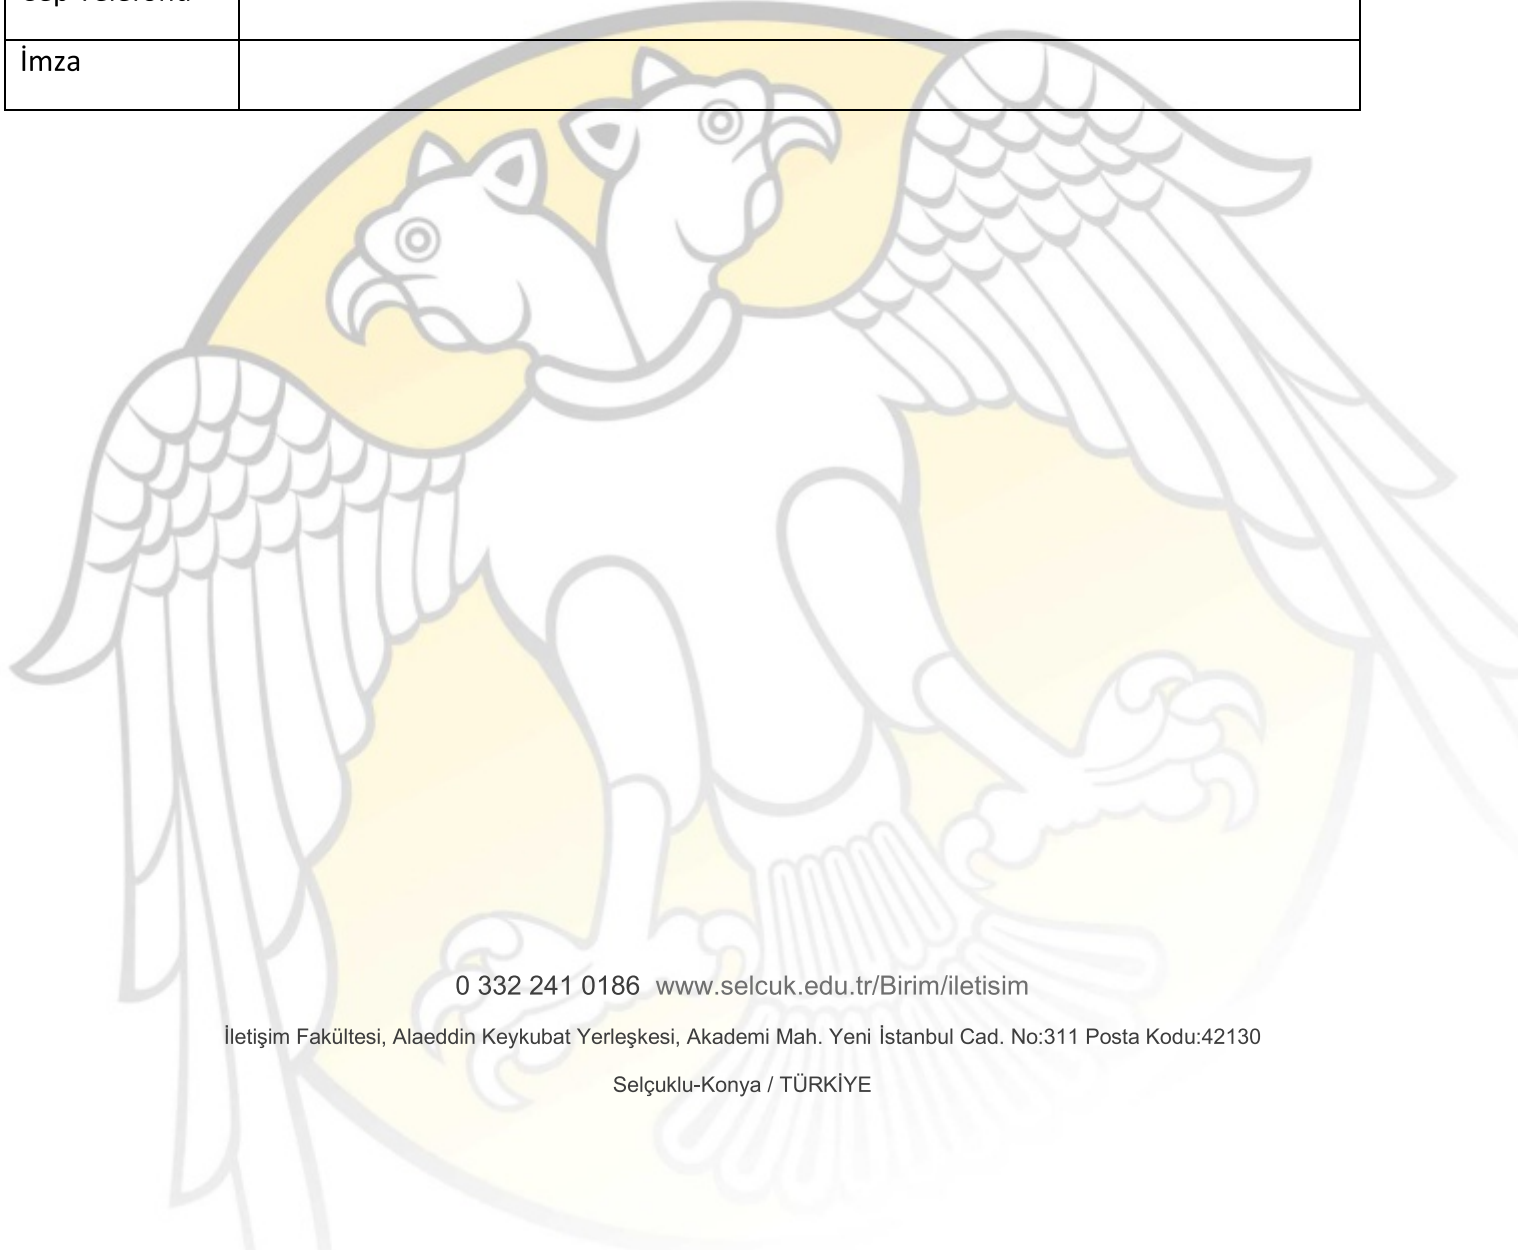 İmza
0 332 241 0186 www.selcuk.edu.tr/Birim/iletisim
İletişim Fakültesi, Alaeddin Keykubat Yerleşkesi, Akademi Mah. Yeni İstanbul Cad. No:311 Posta Kodu:42130
Selçuklu-Konya / TÜRKİYE